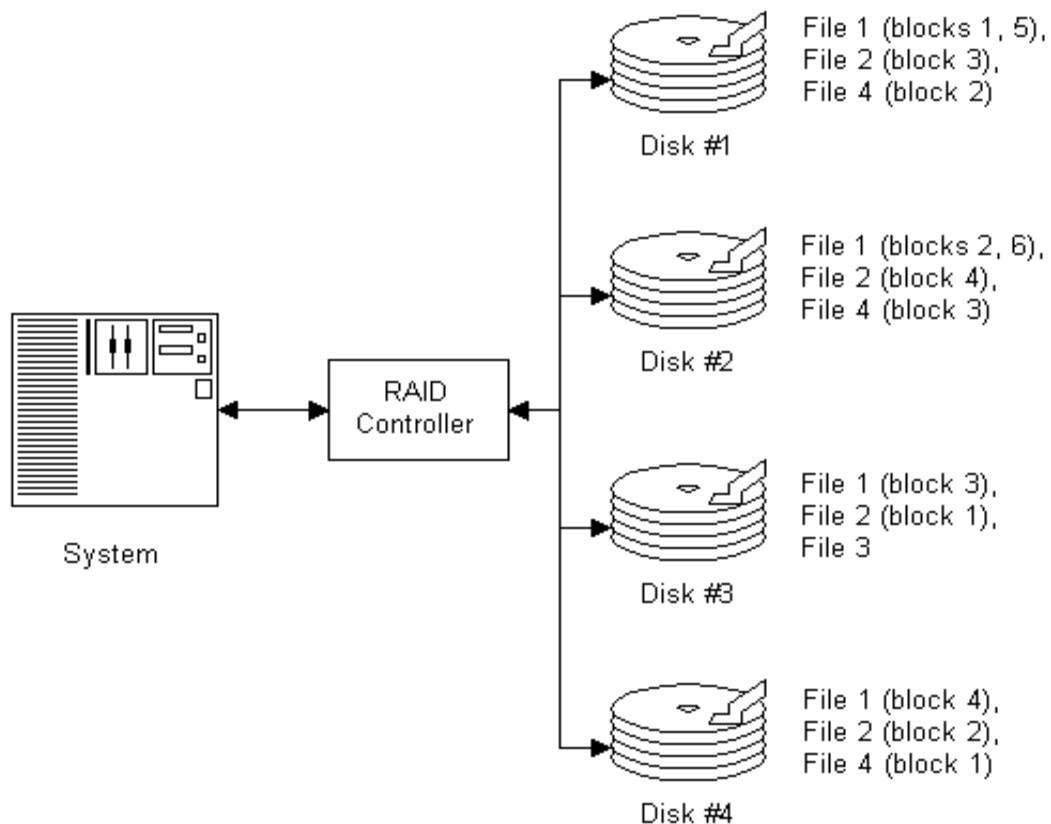 File 1 (blocks 1, 5),
File 2 (block 3),
File 4 (block 2)
Disk #1
File 1 (blocks 2, 6),
File 2 (block 4),
File 4 (block 3)
Disk #2
RAID
Controller
System
File 1 (block 3),
File 2 (block 1),
File 3
Disk #3
File 1 (block 4),
File 2 (block 2),
File 4 (block 1)
Disk #4